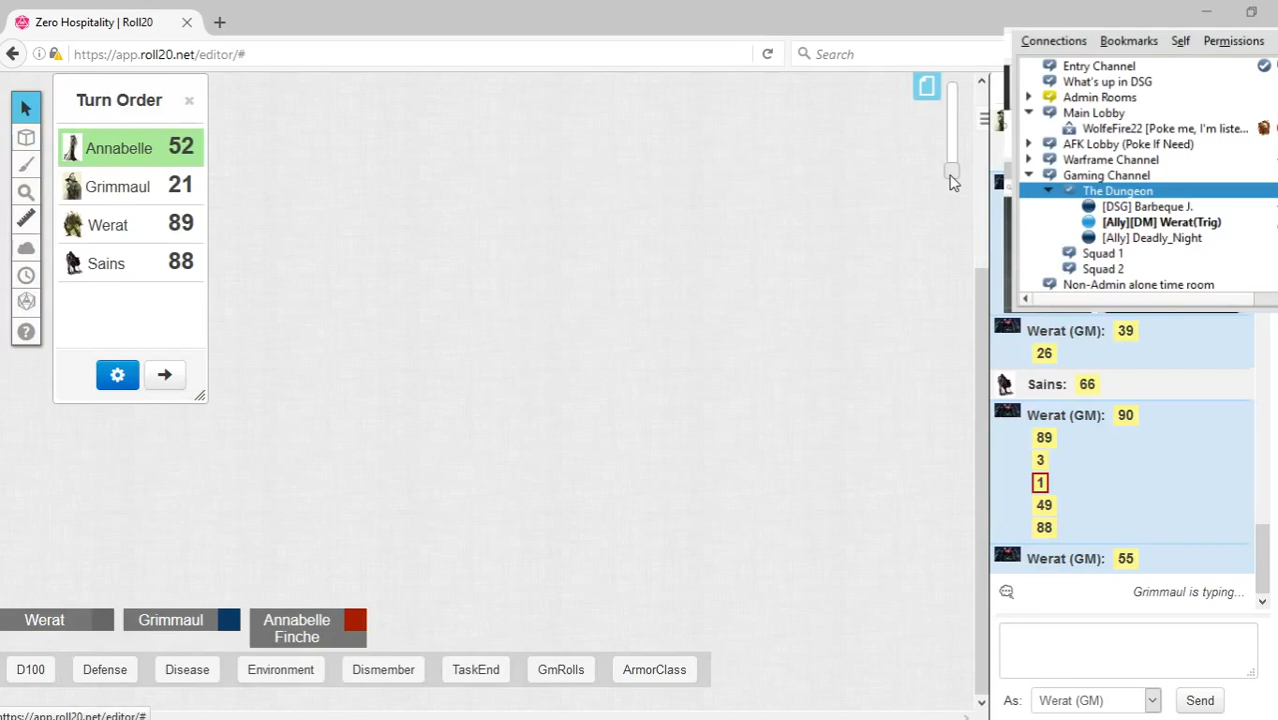 Zero Hospitality | Roll20
https://app.roll20.net/editor/#
Search
Turn Order
Annabelle 52
Grimmaul 21
Werat 89
Sains 88
Connections Bookmarks Self Permissions
Entry Channel
What's up in DSG
Admin Rooms
Main Lobby
WolfeFire22 [Poke me, I'm liste...
AFK Lobby (Poke If Need)
Warframe Channel
Gaming Channel
The Dungeon
[DSG] Barbeque J.
[Ally][DM] Werat(Trig)
[Ally] Deadly_Night
Squad 1
Squad 2
Non-Admin alone time room
Werat (GM): 39
26
Sains: 66
Werat (GM): 90
89
3
1
49
88
Werat (GM): 55
Grimmaul is typing...
Werat
Grimmaul
Annabelle
Finche
D100 Defense Disease Environment Dismember TaskEnd GmRolls ArmorClass
As: Werat (GM) Send
https://app.roll20.net/editor/#